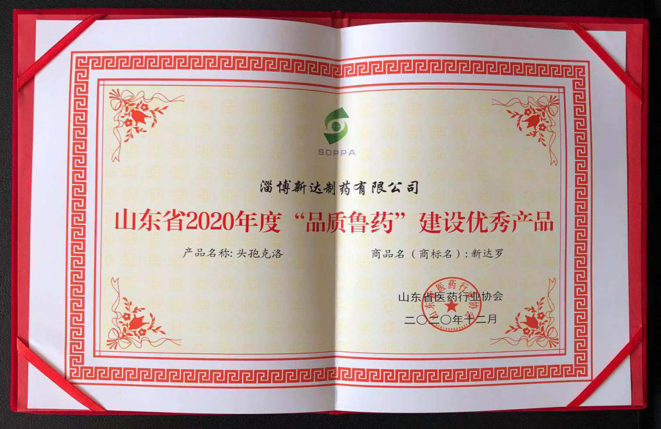 SDPPA
淄博新达制药有限公司
山东省2020年度“品质鲁药”建设优秀产品
产品名称:头孢克洛 商品名(商标名):新达罗
山东省医药行业协会
二〇二〇年十二月